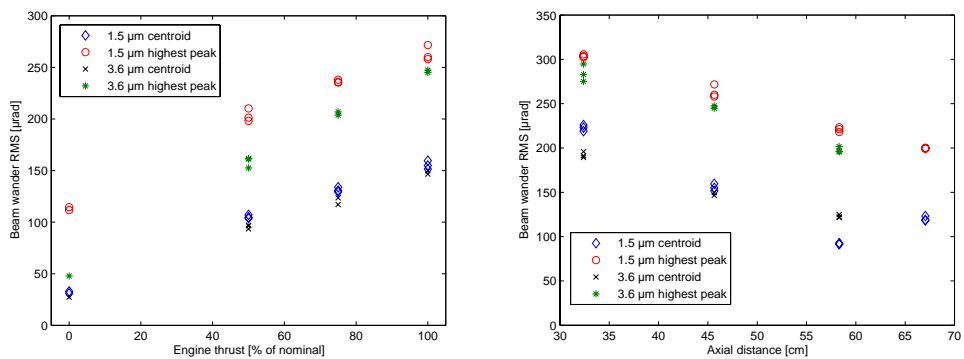 300
250
200
150
100
50
0
Beam wander RMS [μrad]
1.5 μm centroid
1.5 μm highest peak
3.6 μm centroid
3.6 μm highest peak
0 50 75 100
Engine thrust [% of nominal]
350
300
250
200
150
100
50
0
Beam wander RMS [μrad]
1.5 μm centroid
1.5 μm highest peak
3.6 μm centroid
3.6 μm highest peak
30 35 40 45 50 55 60 65 70
Axial distance [cm]